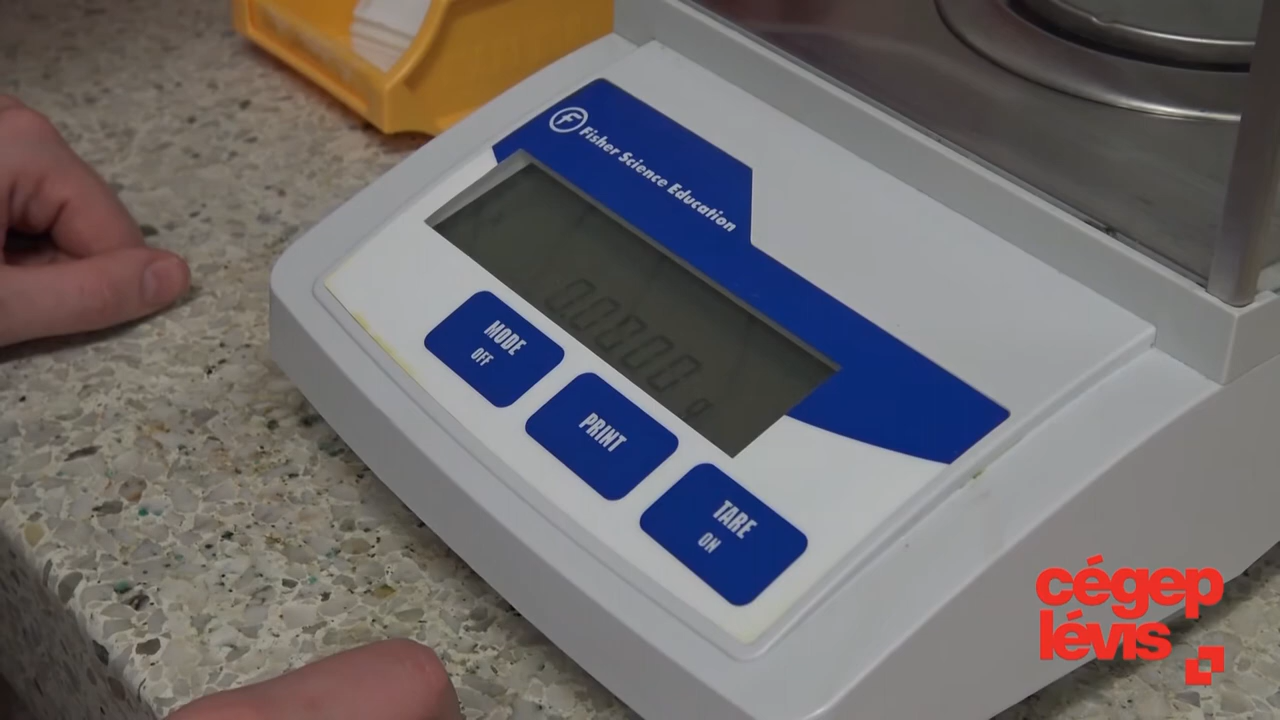 f Fisher Science Education
0.0000 g
MODE
OFF
PRINT
TARE
ON
cégep
lévis